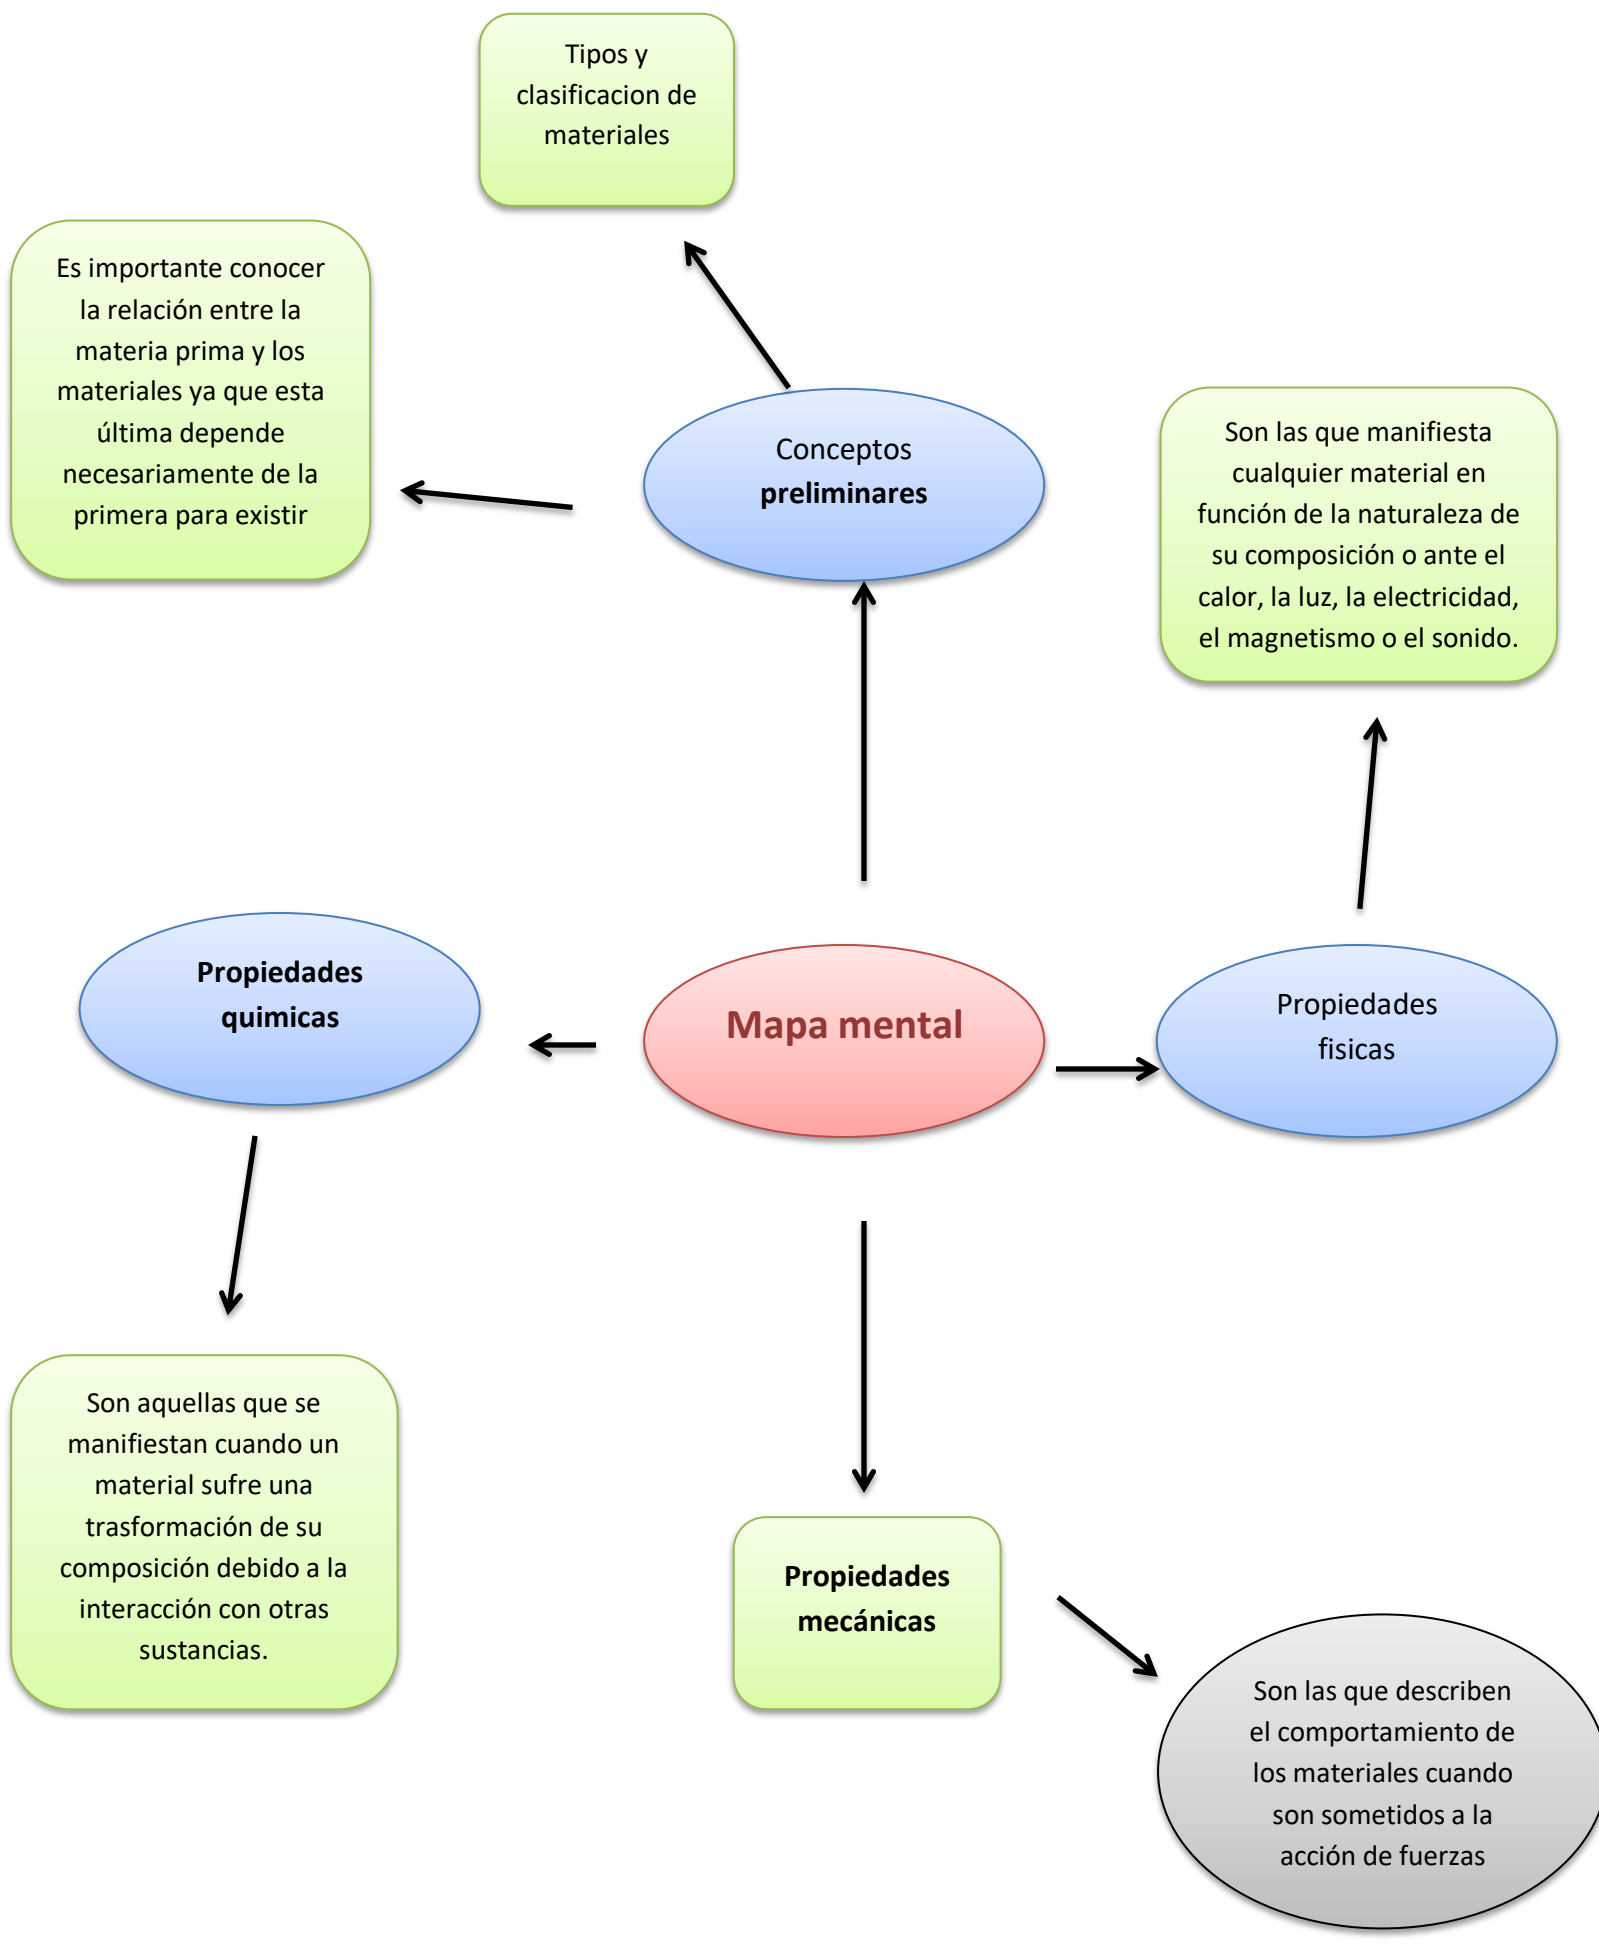 Tipos y
clasificacion de
materiales
Es importante conocer
la relación entre la
materia prima y los
materiales ya que esta
última depende
necesariamente de la
primera para existir
Conceptos
preliminares
Son las que manifiesta
cualquier material en
función de la naturaleza de
su composición o ante el
calor, la luz, la electricidad,
el magnetismo o el sonido.
Propiedades
quimicas
Mapa mental
Propiedades
fisicas
Son aquellas que se
manifiestan cuando un
material sufre una
trasformación de su
composición debido a la
interacción con otras
sustancias.
Propiedades
mecánicas
Son las que describen
el comportamiento de
los materiales cuando
son sometidos a la
acción de fuerzas